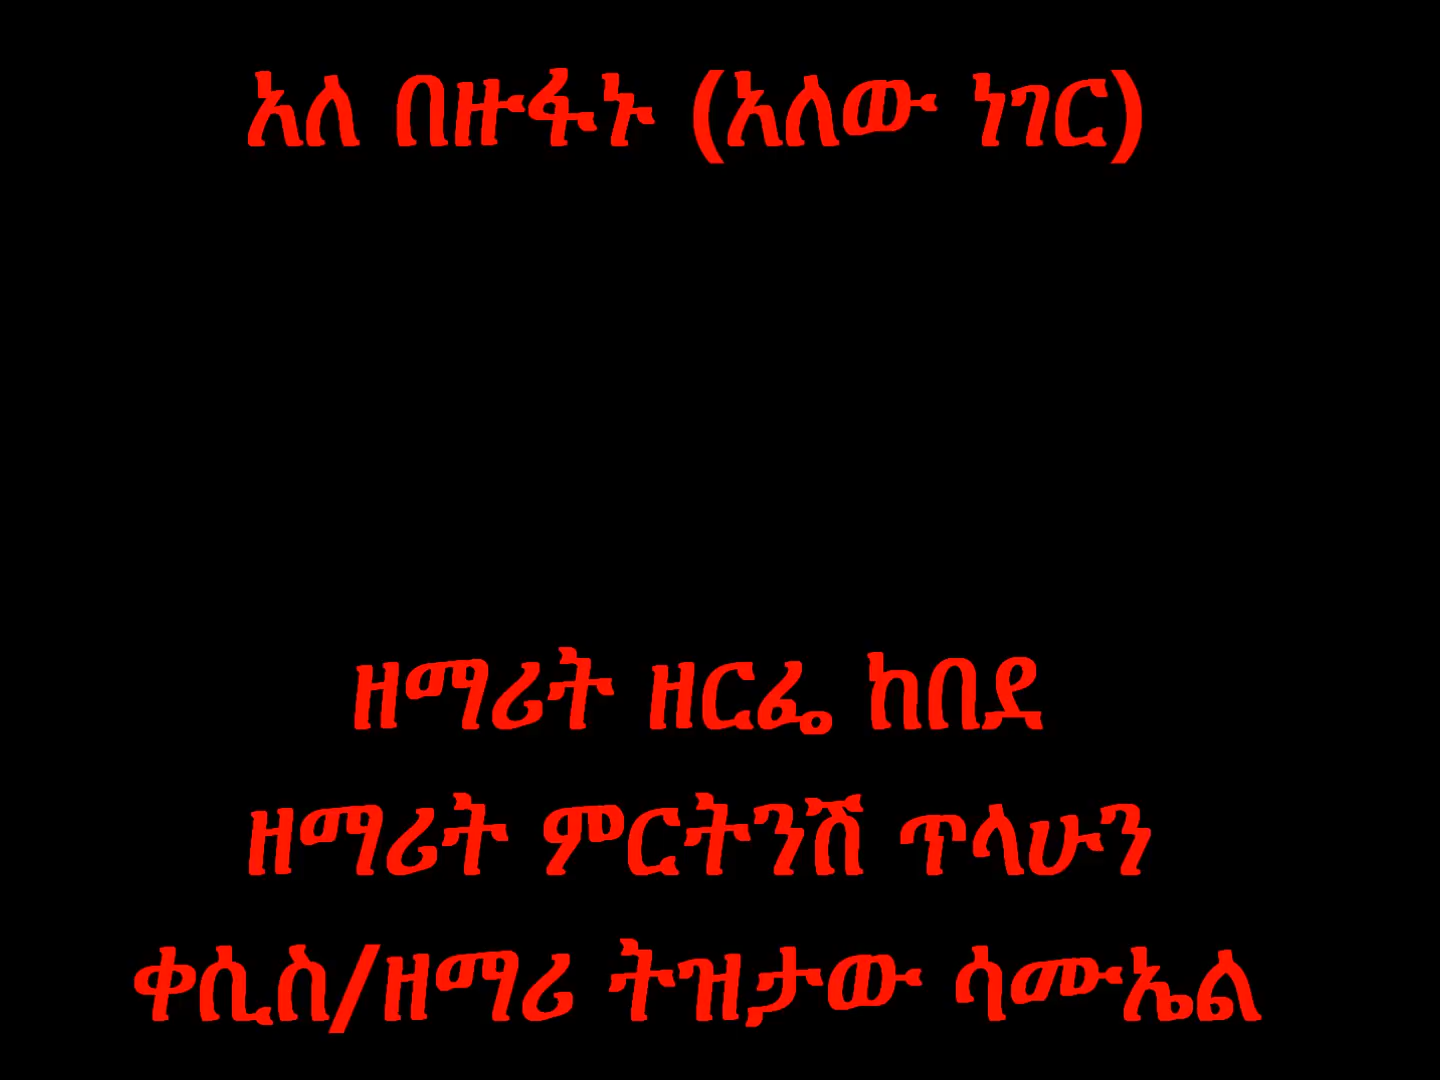 አለ በዙፋኑ (አለው ነገር)
ዘማሪት ዘርፌ ከበደ
ዘማሪት ምርትንሽ ጥላሁን
ቀሲስ/ዘማሪ ትዝታው ሳሙኤል